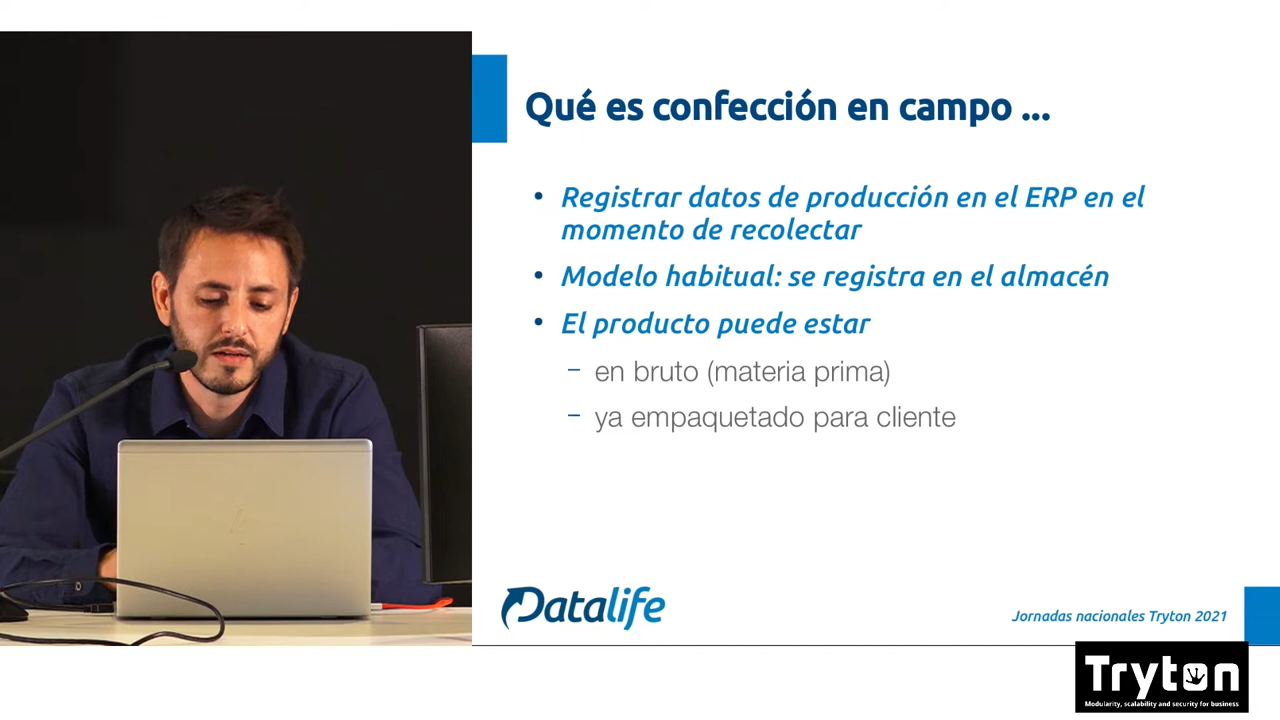 Qué es confección en campo ...
• Registrar datos de producción en el ERP en el
momento de recolectar
• Modelo habitual: se registra en el almacén
• El producto puede estar
– en bruto (materia prima)
– ya empaquetado para cliente
Datalife
Jornadas nacionales Tryton 2021
Tryton
Modularity, scalability and security for business